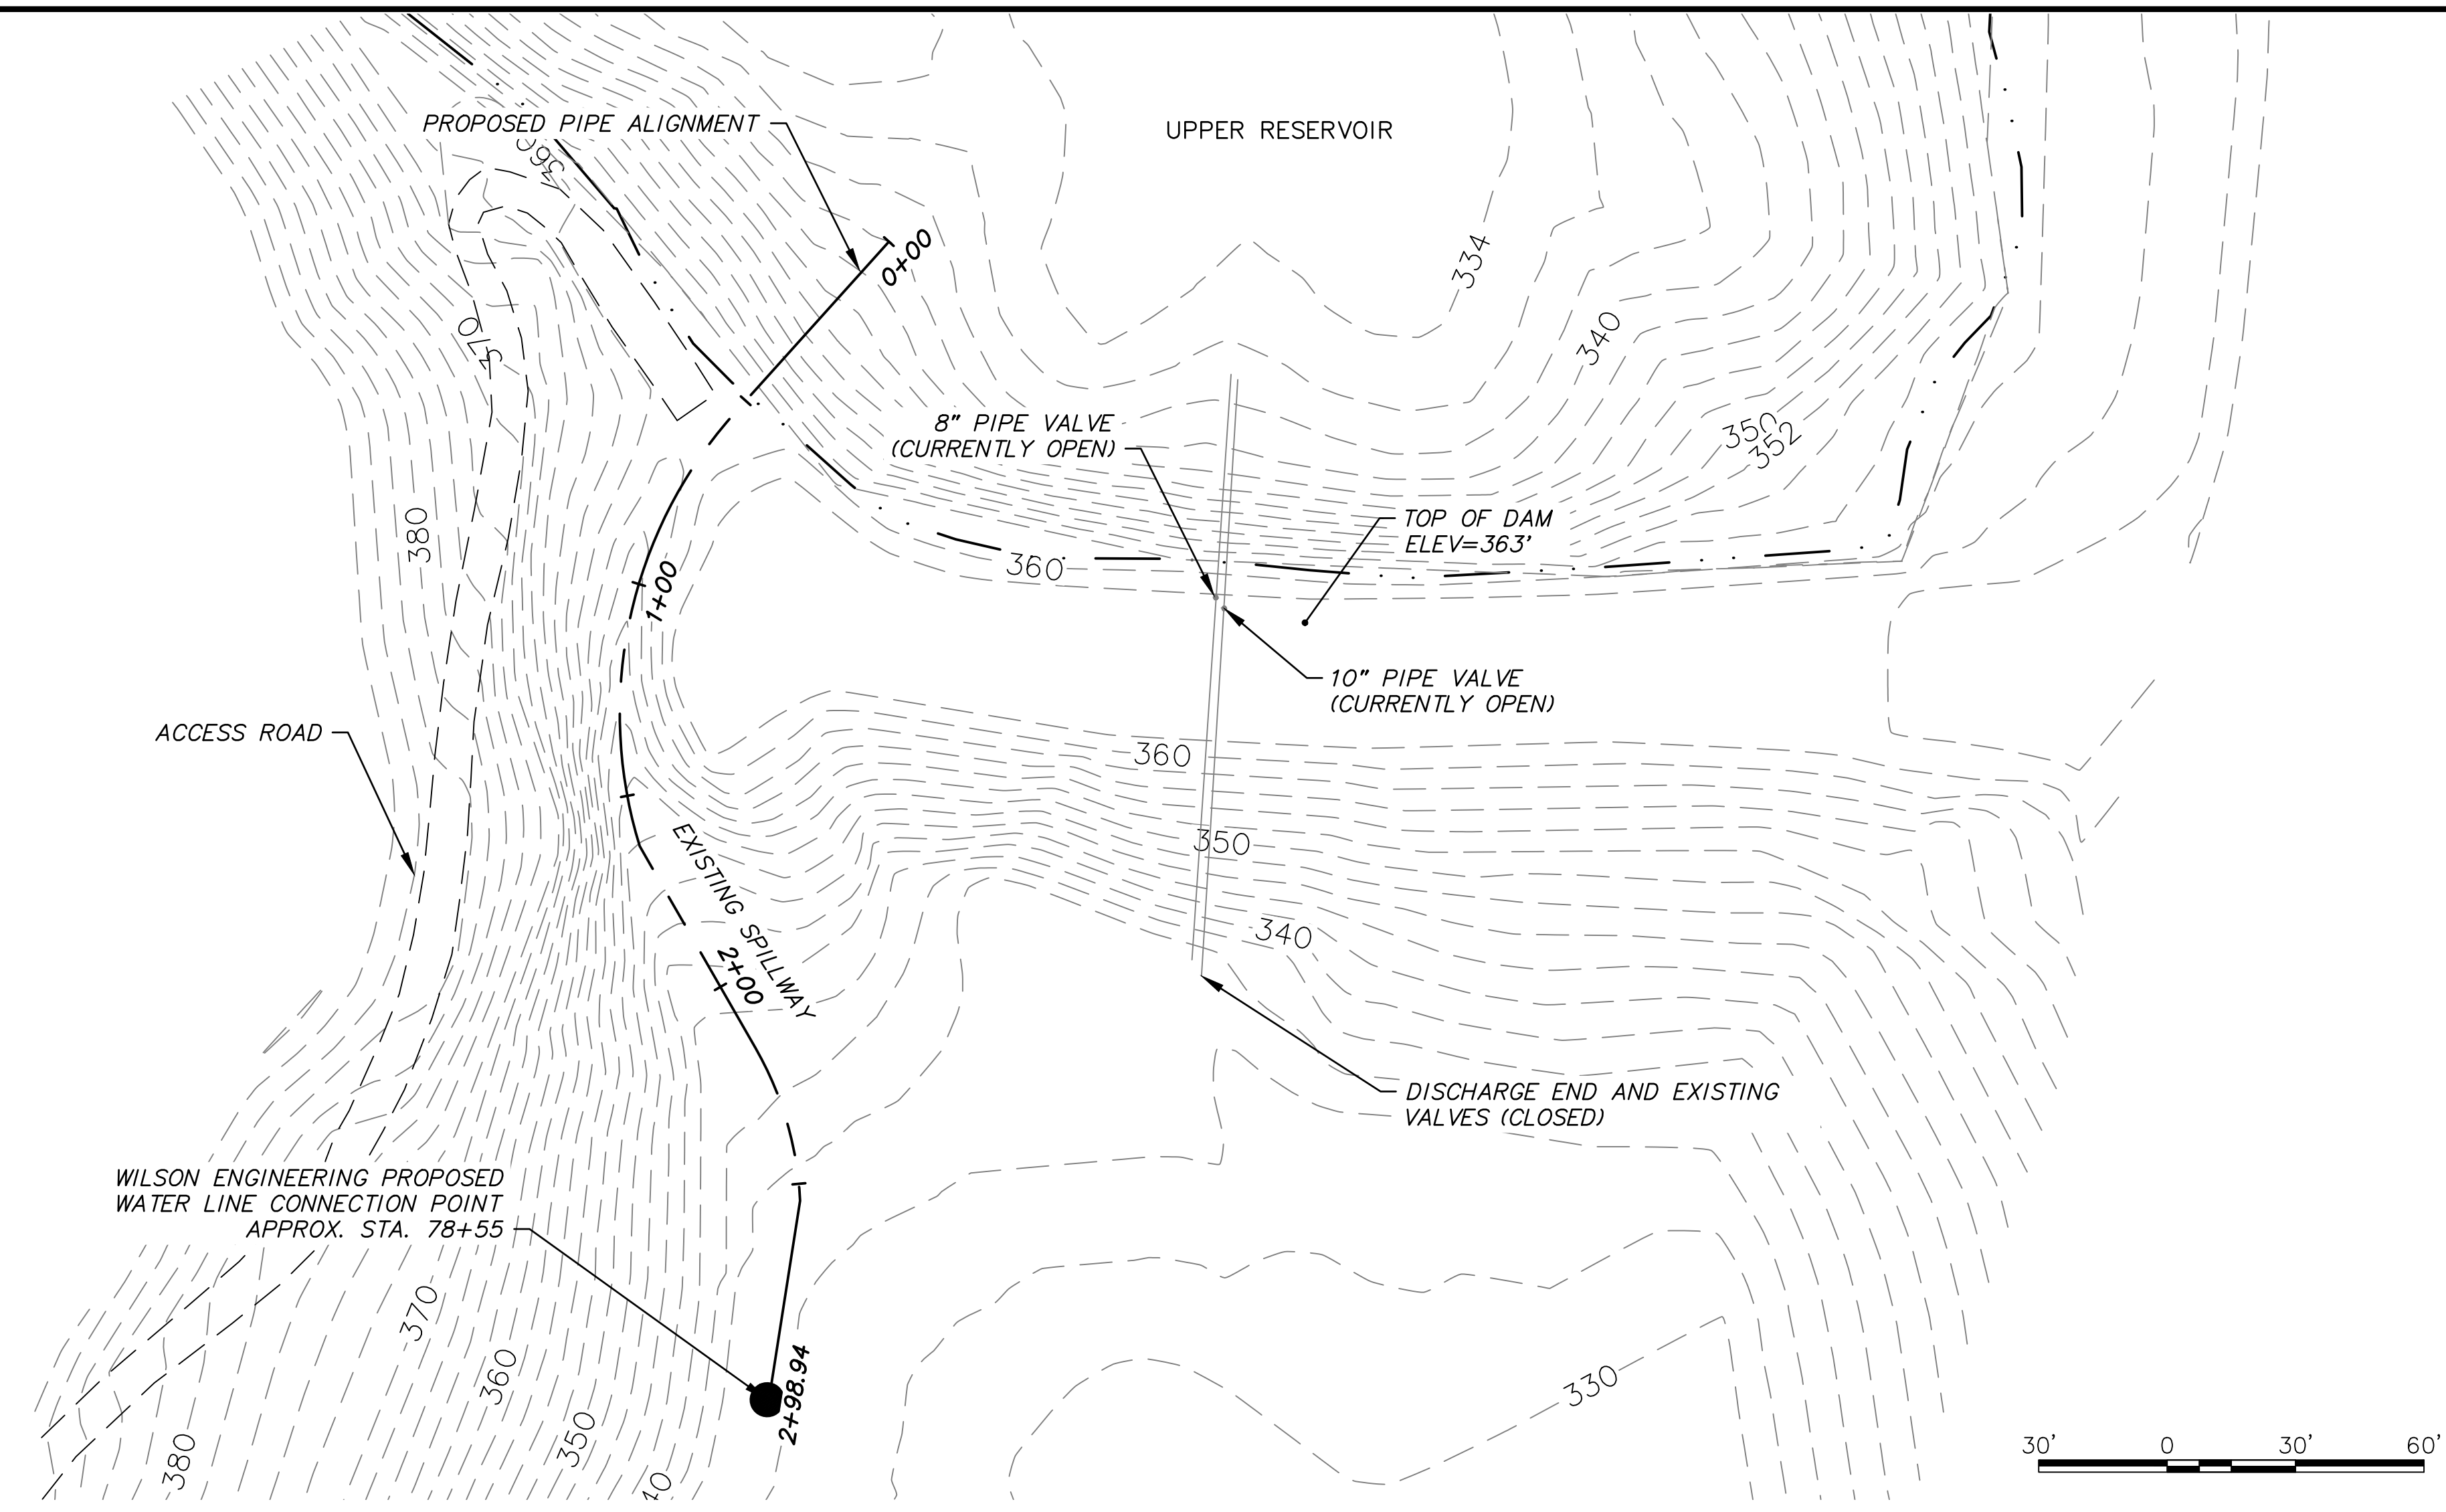 PROPOSED PIPE ALIGNMENT
UPPER RESERVOIR
0+00
334
340
370
8" PIPE VALVE
(CURRENTLY OPEN)
350
352
380
TOP OF DAM
ELEV=363'
360
1+00
10" PIPE VALVE
(CURRENTLY OPEN)
ACCESS ROAD
360
350
EXISTING SPILLWAY
2+00
340
DISCHARGE END AND EXISTING
VALVES (CLOSED)
WILSON ENGINEERING PROPOSED
WATER LINE CONNECTION POINT
APPROX. STA. 78+55
370
360
350
380
2+98.94
330
30' 0 30' 60'